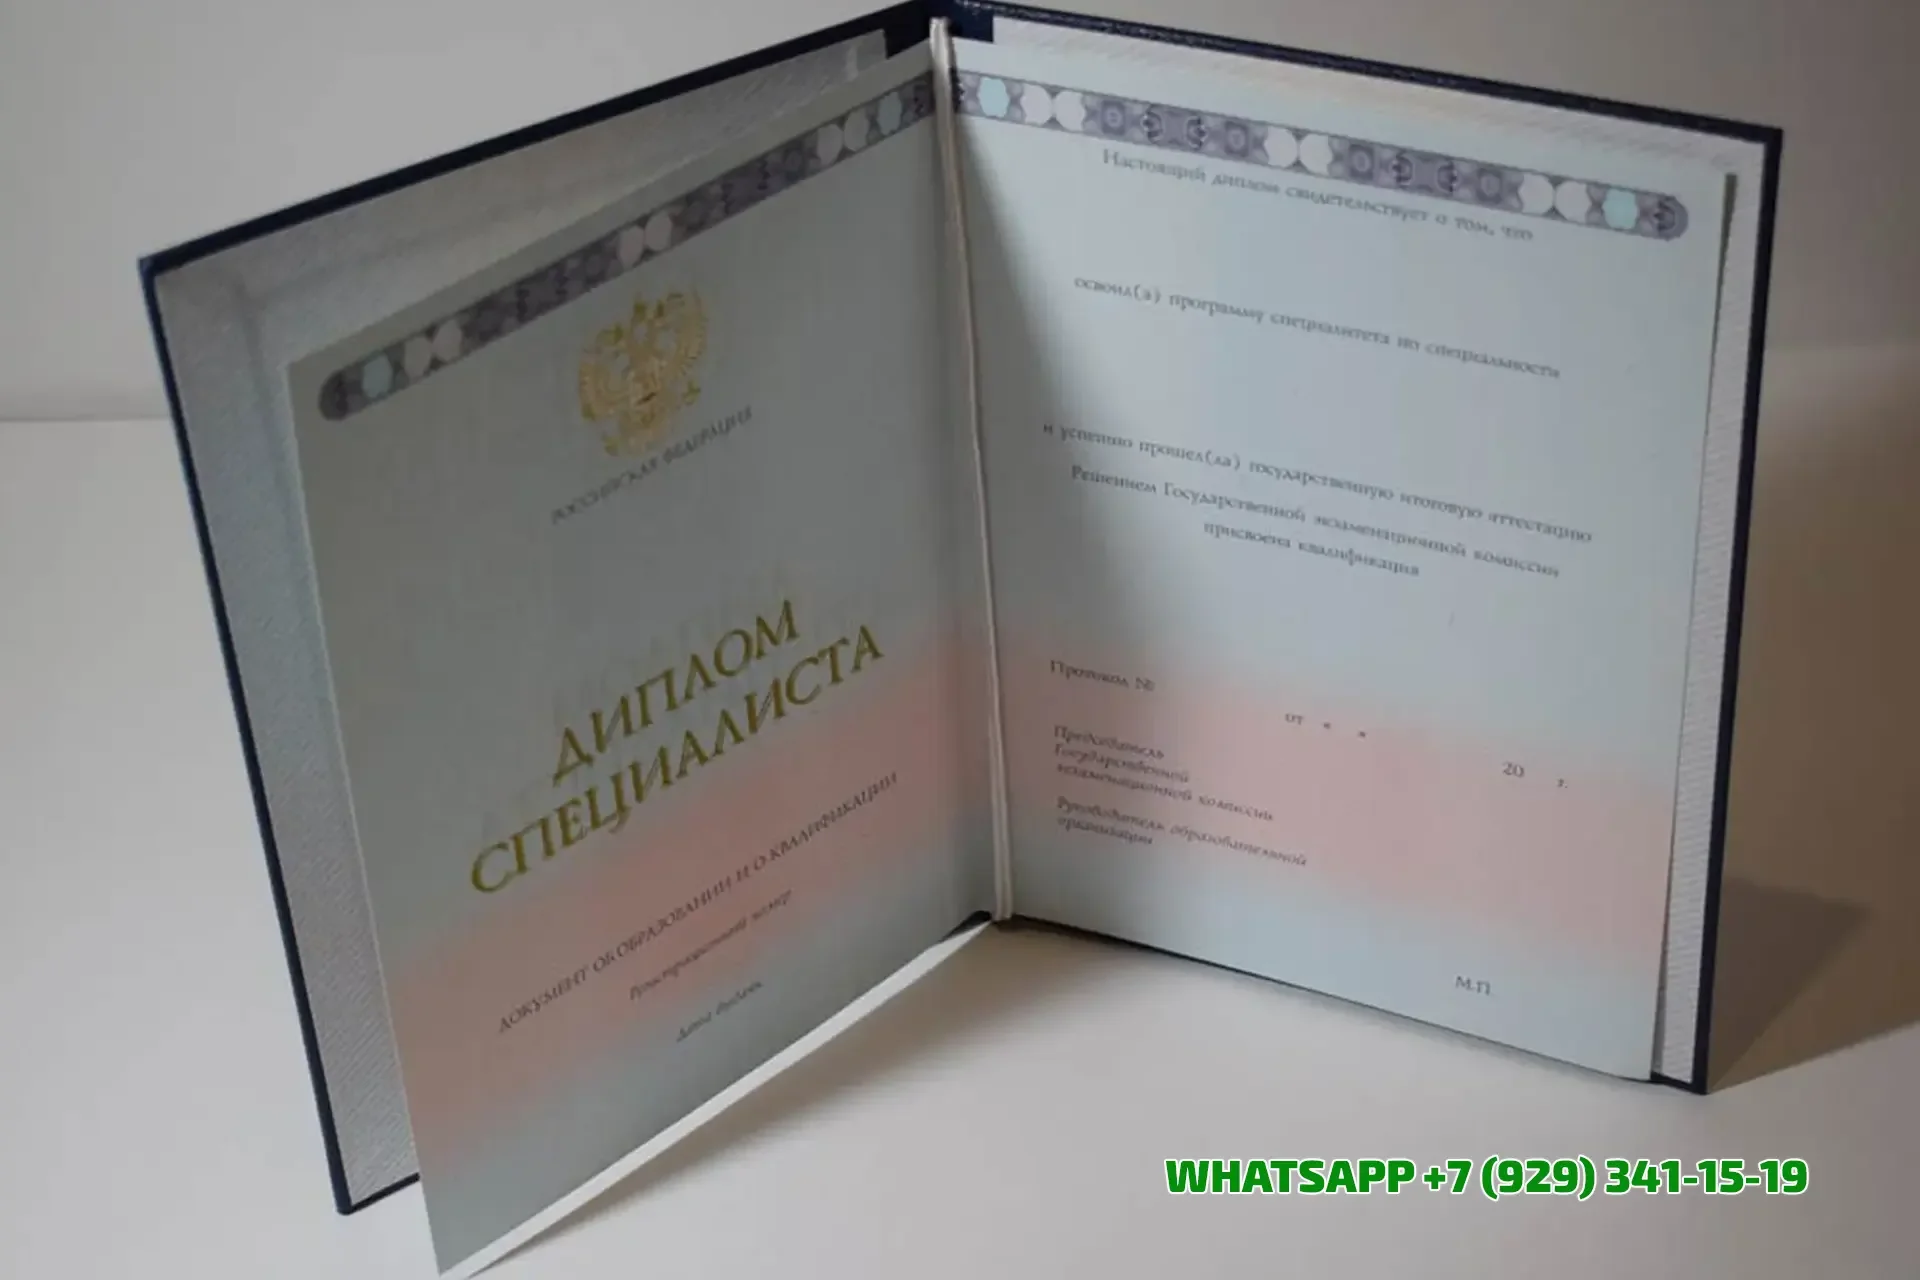 РОССИЙСКАЯ ФЕДЕРАЦИЯ
ДИПЛОМ
СПЕЦИАЛИСТА
ДОКУМЕНТ ОБ ОБРАЗОВАНИИ И О КВАЛИФИКАЦИИ
Регистрационный номер
Дата выдачи
Настоящий диплом свидетельствует о том, что
освоил(а) программу специалитета по специальности
и успешно прошел(ла) государственную итоговую аттестацию
Решением Государственной экзаменационной комиссии
присвоена квалификация
Протокол №
от « »
20 г.
Председатель
Государственной
экзаменационной комиссии
Руководитель образовательной
организации
М.П.
WHATSAPP +7 (929) 341-15-19